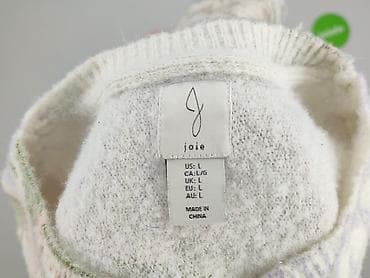 joie
US: L
CA: L/G
UK: L
EU: L
AU: L
MADE IN
CHINA